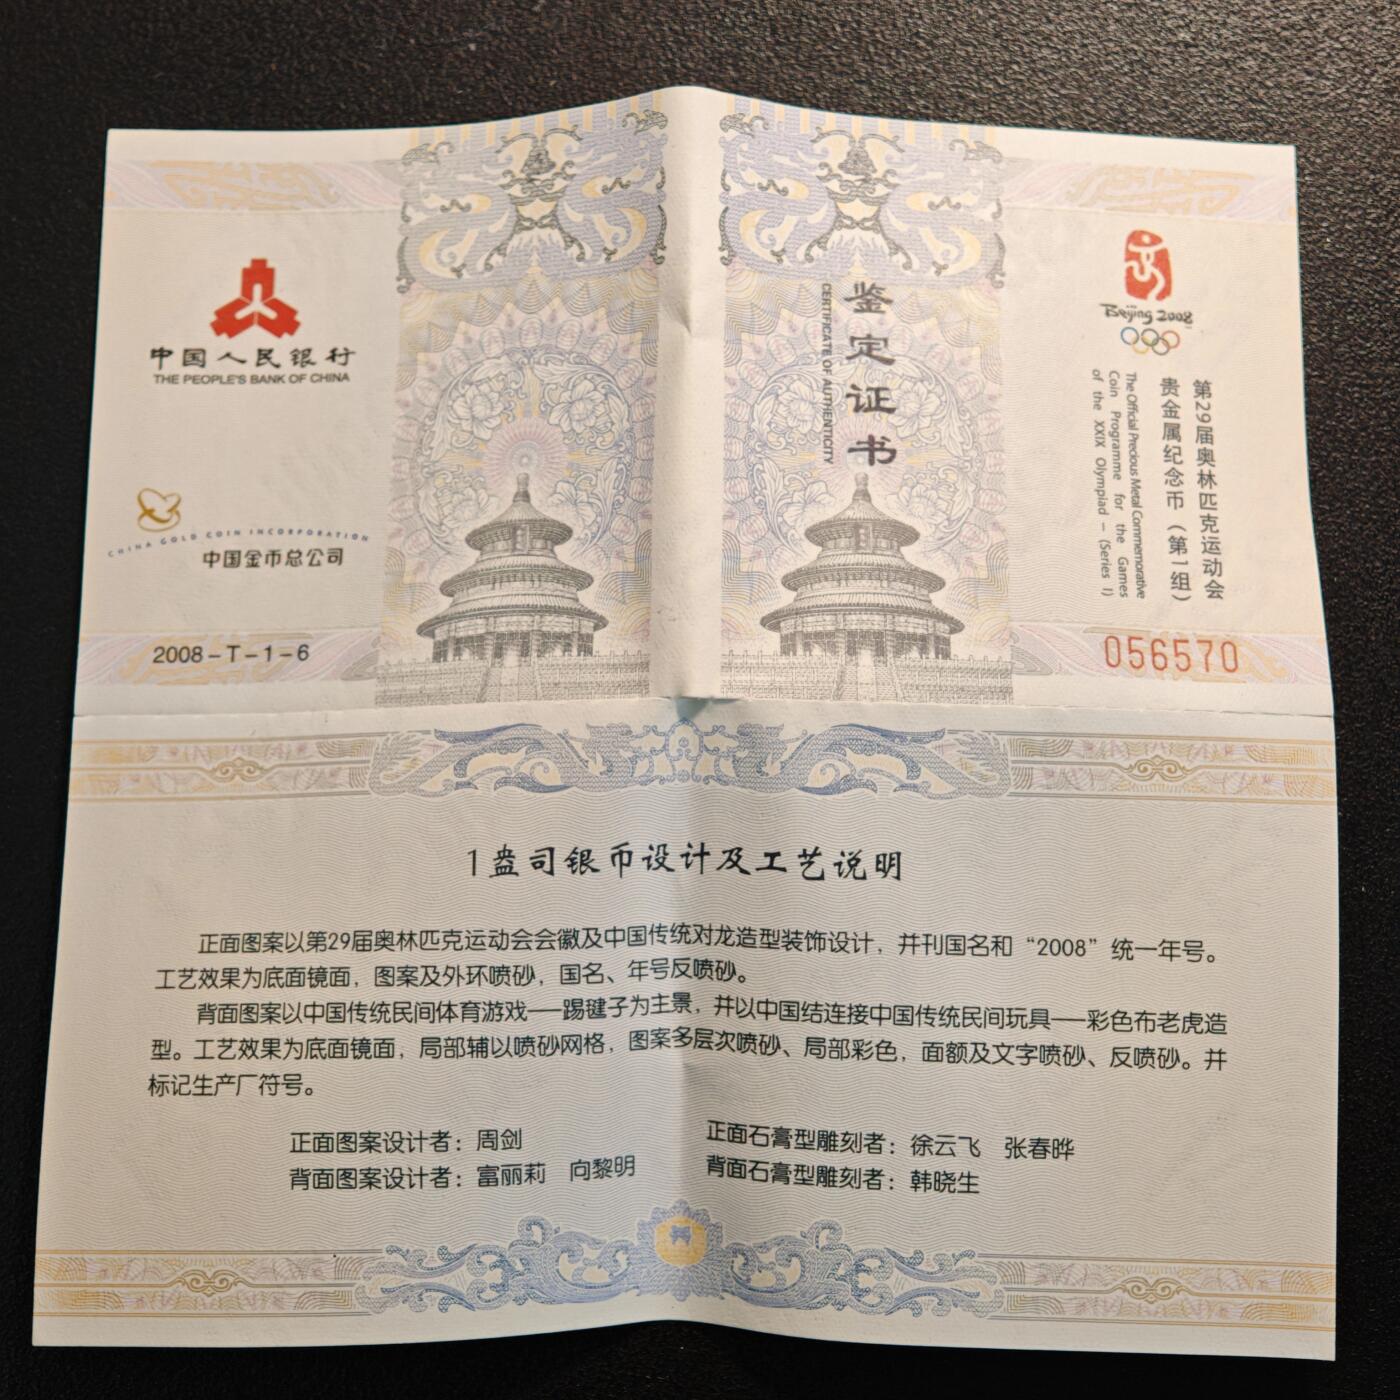 中国人民银行
THE PEOPLE'S BANK OF CHINA
CHINA GOLD COIN INCORPORATION
中国金币总公司
2008-T-1-6
鉴定证书
CERTIFICATE OF AUTHENTICITY
Beijing 2008
第29届奥林匹克运动会
贵金属纪念币（第1组）
The Official Precious Metal Commemorative
Coin Programme for the Games
of the XXIX Olympiad – (Series I)
056570
1盎司银币设计及工艺说明
正面图案以第29届奥林匹克运动会会徽及中国传统对龙造型装饰设计，并刊国名和“2008”统一年号。
工艺效果为底面镜面，图案及外环喷砂，国名、年号反喷砂。
背面图案以中国传统民间体育游戏——踢毽子为主景，并以中国结连接中国传统民间玩具——彩色布老虎造
型。工艺效果为底面镜面，局部辅以喷砂网格，图案多层次喷砂、局部彩色，面额及文字喷砂、反喷砂。并
标记生产厂符号。
正面图案设计者：周剑
背面图案设计者：富丽莉 向黎明
正面石膏型雕刻者：徐云飞 张春晔
背面石膏型雕刻者：韩晓生